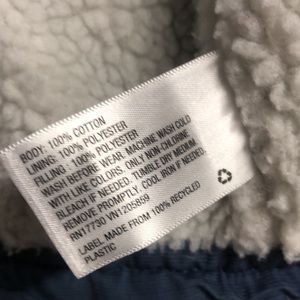 BODY: 100% COTTON
LINING: 100% POLYESTER
FILLING: 100% POLYESTER
WASH BEFORE WEAR. MACHINE WASH COLD
WITH LIKE COLORS. ONLY NON-CHLORINE
BLEACH IF NEEDED. TUMBLE DRY MEDIUM.
REMOVE PROMPTLY. COOL IRON IF NEEDED.
RN17730 VN1205859
LABEL MADE FROM 100% RECYCLED
PLASTIC